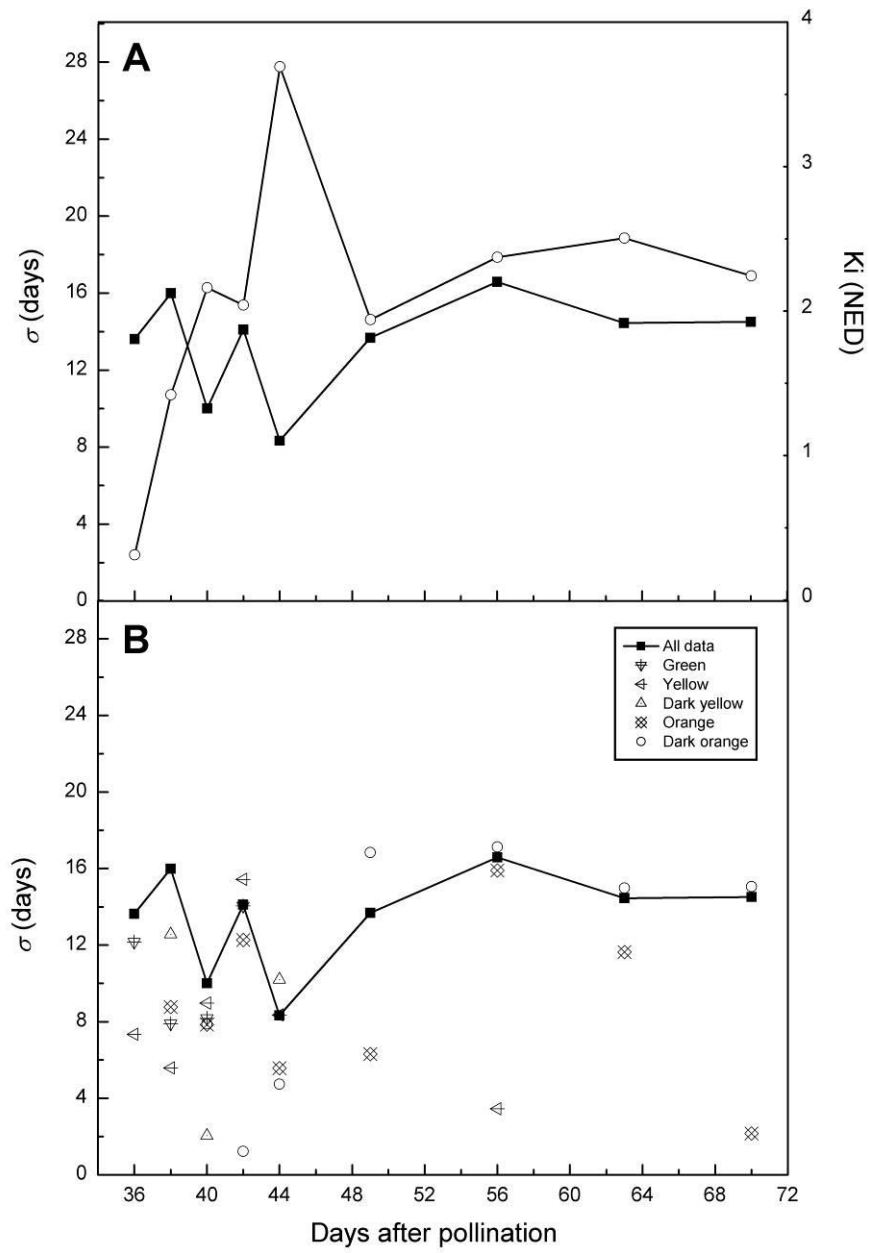 A
28
24
20
16
12
8
4
0
σ (days)
4
3
2
1
0
Ki (NED)
B
28
24
20
16
12
8
4
0
σ (days)
All data
Green
Yellow
Dark yellow
Orange
Dark orange
36 40 44 48 52 56 60 64 68 72
Days after pollination